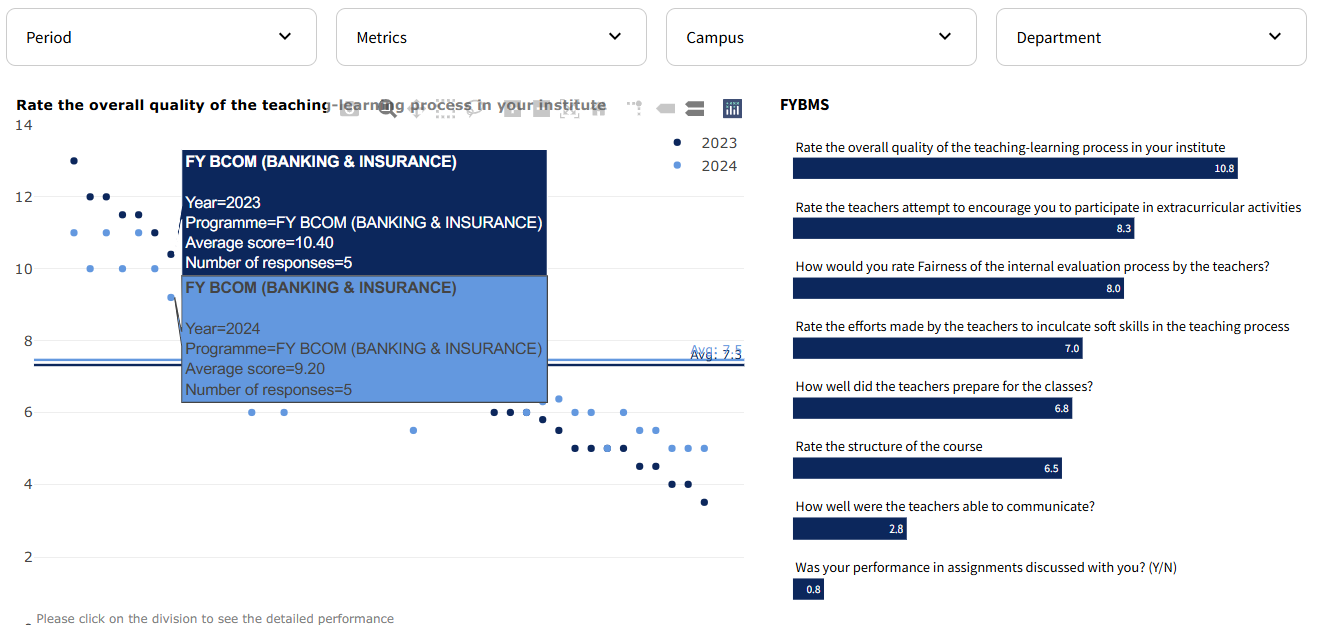 Period
Metrics
Campus
Department
Rate the overall quality of the teaching-learning process in your institute
14
12
10
8
6
4
2
2023
2024
FY BCOM (BANKING & INSURANCE)
Year=2023
Programme=FY BCOM (BANKING & INSURANCE)
Average score=10.40
Number of responses=5
FY BCOM (BANKING & INSURANCE)
Year=2024
Programme=FY BCOM (BANKING & INSURANCE)
Average score=9.20
Number of responses=5
Avg: 7.5
Avg: 7.3
Please click on the division to see the detailed performance
FYBMS
Rate the overall quality of the teaching-learning process in your institute
10.8
Rate the teachers attempt to encourage you to participate in extracurricular activities
8.3
How would you rate Fairness of the internal evaluation process by the teachers?
8.0
Rate the efforts made by the teachers to inculcate soft skills in the teaching process
7.0
How well did the teachers prepare for the classes?
6.8
Rate the structure of the course
6.5
How well were the teachers able to communicate?
2.8
Was your performance in assignments discussed with you? (Y/N)
0.8